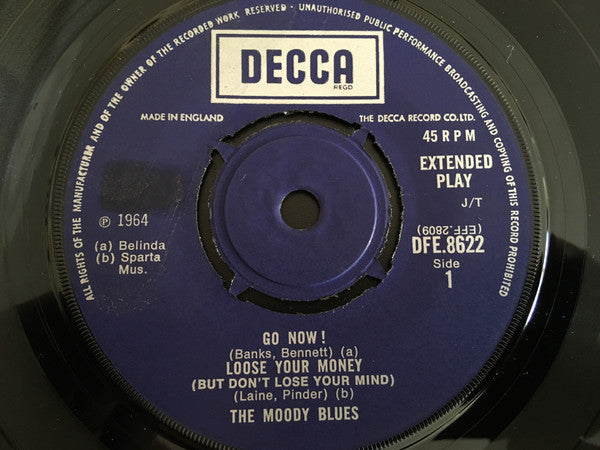 ALL RIGHTS OF THE MANUFACTURER AND OF THE OWNER OF THE RECORDED WORK RESERVED · UNAUTHORISED PUBLIC PERFORMANCE BROADCASTING AND COPYING OF THIS RECORD PROHIBITED
DECCA
REGD
MADE IN ENGLAND
THE DECCA RECORD CO. LTD.
45 RPM
EXTENDED
PLAY
J/T
℗ 1964
(EFF.2809)
DFE.8622
(a) Belinda
(b) Sparta
Mus.
Side
1
GO NOW!
(Banks, Bennett) (a)
LOOSE YOUR MONEY
(BUT DON'T LOSE YOUR MIND)
(Laine, Pinder) (b)
THE MOODY BLUES